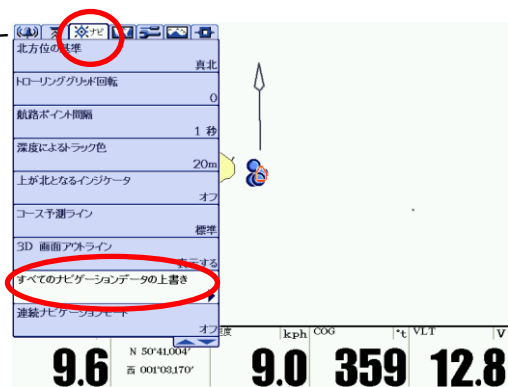 ナビ
北方位の基準
真北
トローリンググリッド回転
0
航路ポイント間隔
1 秒
深度によるトラック色
20m
上が北となるインジケータ
オフ
コース予測ライン
標準
3D 画面アウトライン
表示する
すべてのナビゲーションデータの上書き
連続ナビゲーションモード
オフ
度 kph COG °t VLT V
N 50°41.004'
西 001°03.170'
9.6 9.0 359 12.8